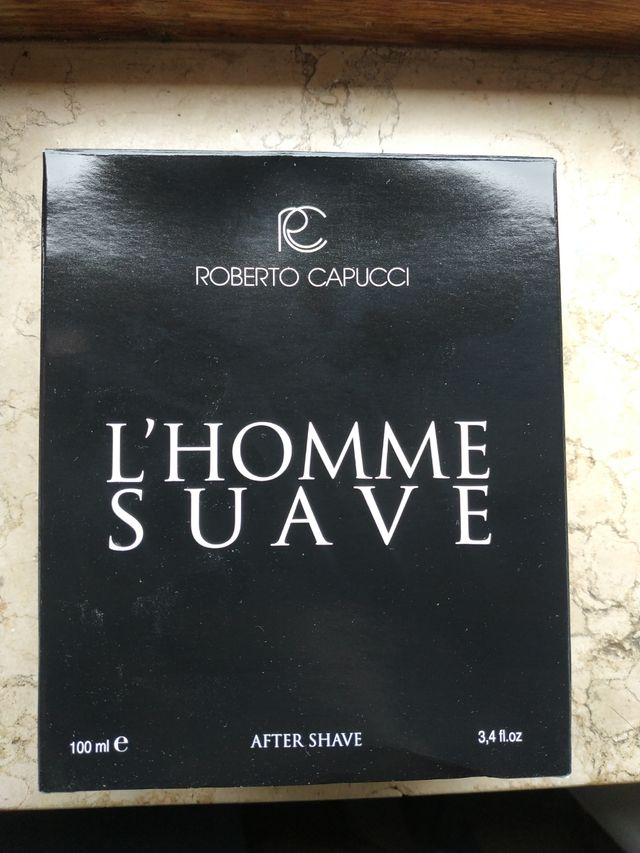 RC
ROBERTO CAPUCCI
L'HOMME
SUAVE
100 ml e
AFTER SHAVE
3,4 fl.oz